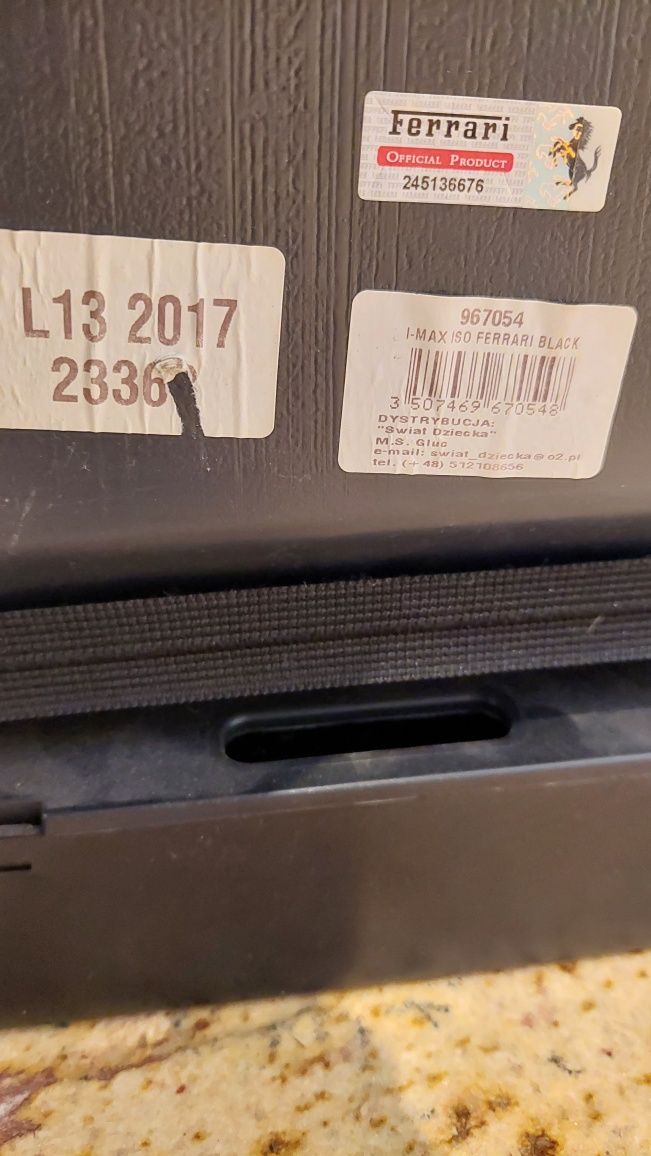 Ferrari
OFFICIAL PRODUCT
245136676
L13 2017
2336
967054
I-MAX ISO FERRARI BLACK
3 507469 670548
DYSTRYBUCJA:
"Swiat Dziecka"
M.S. Gluc
e-mail: swiat_dziecka@o2.pl
tel. (+48) 512108656